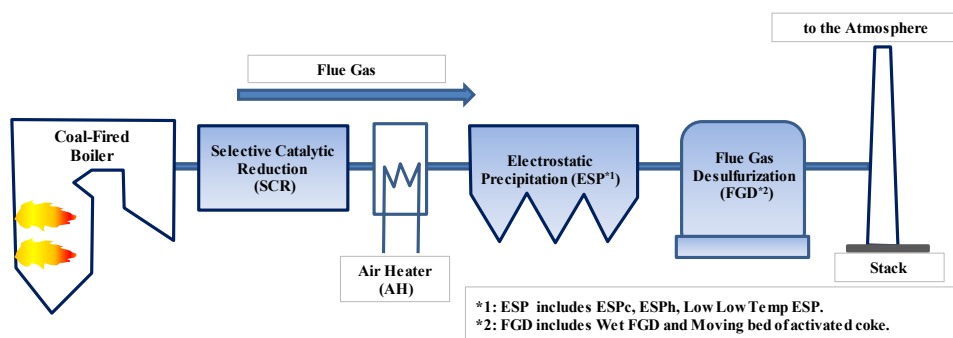 to the Atmosphere
Flue Gas
Coal-Fired
Boiler
Selective Catalytic
Reduction
(SCR)
Electrostatic
Precipitation (ESP*1)
Flue Gas
Desulfurization
(FGD*2)
Air Heater
(AH)
Stack
*1: ESP includes ESPc, ESPh, Low Low Temp ESP.
*2: FGD includes Wet FGD and Moving bed of activated coke.